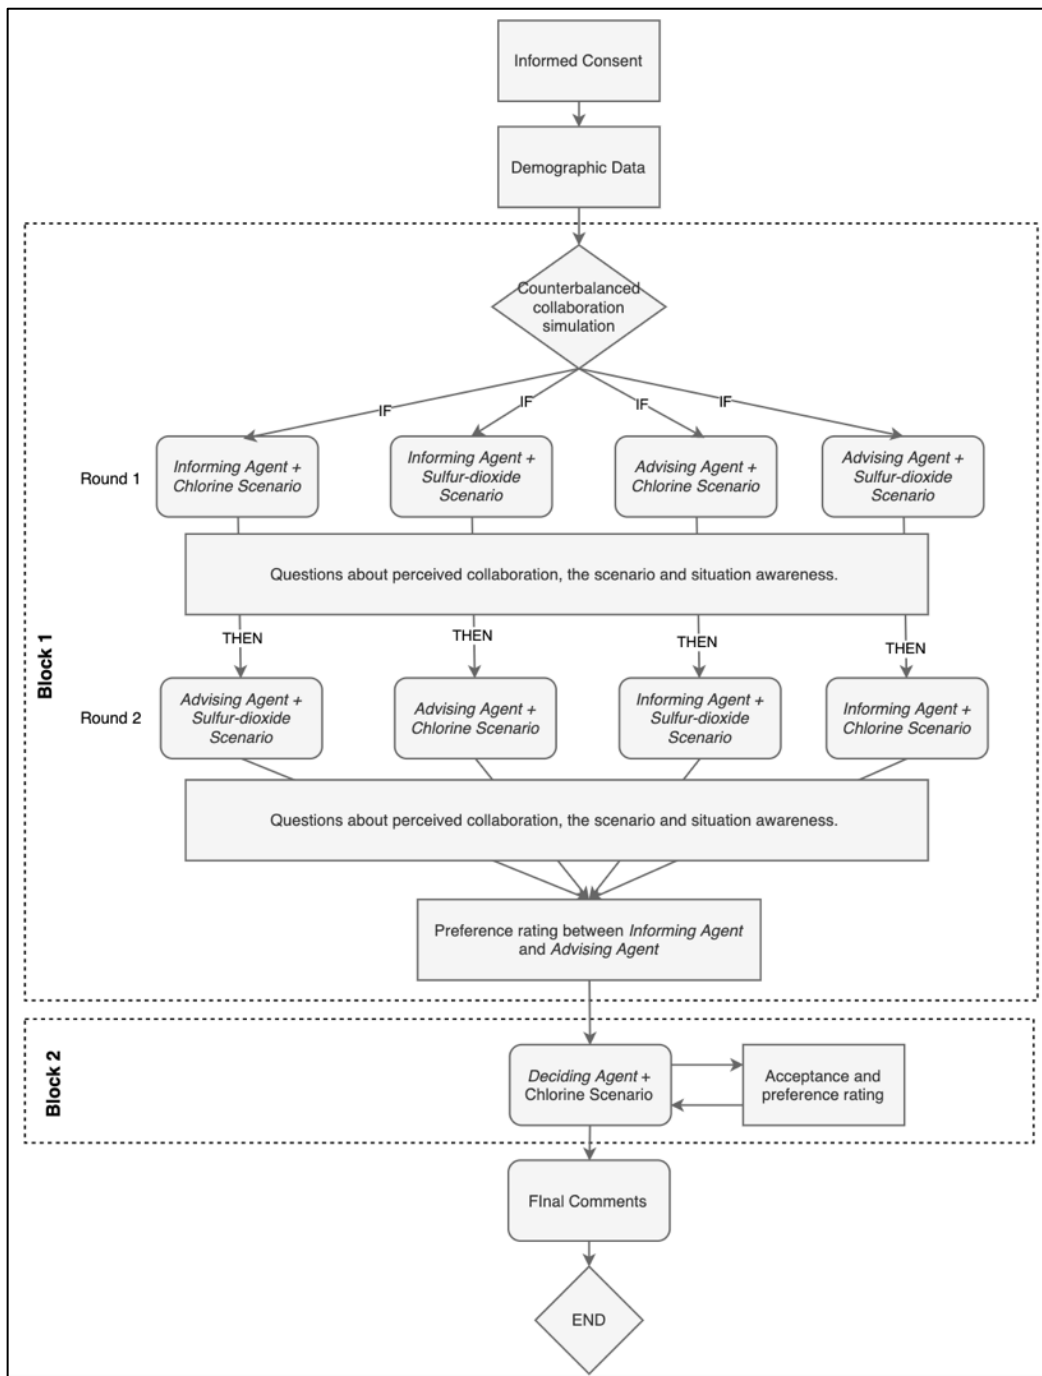 Informed Consent
Demographic Data
Counterbalanced
collaboration
simulation
IF
IF
IF
IF
Round 1
Informing Agent +
Chlorine Scenario
Informing Agent +
Sulfur-dioxide
Scenario
Advising Agent +
Chlorine Scenario
Advising Agent +
Sulfur-dioxide
Scenario
Questions about perceived collaboration, the scenario and situation awareness.
Block 1
THEN
THEN
THEN
THEN
Round 2
Advising Agent +
Sulfur-dioxide
Scenario
Advising Agent +
Chlorine Scenario
Informing Agent +
Sulfur-dioxide
Scenario
Informing Agent +
Chlorine Scenario
Questions about perceived collaboration, the scenario and situation awareness.
Preference rating between Informing Agent
and Advising Agent
Block 2
Deciding Agent +
Chlorine Scenario
Acceptance and
preference rating
FInal Comments
END